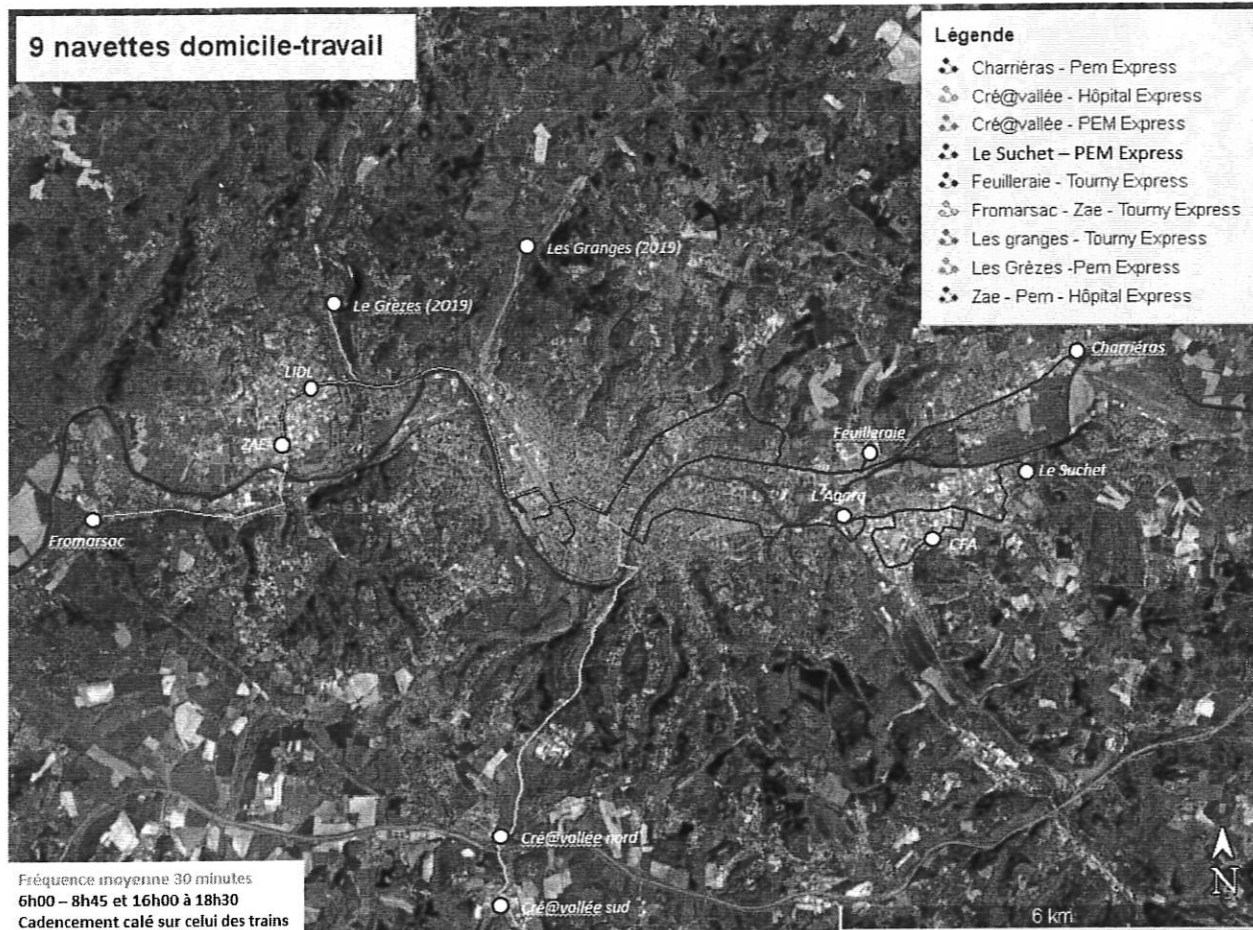 9 navettes domicile-travail
Légende
Charriéras - Pem Express
Cré@vallée - Hôpital Express
Cré@vallée - PEM Express
Le Suchet – PEM Express
Feuilleraie - Tourny Express
Fromarsac - Zae - Tourny Express
Les granges - Tourny Express
Les Grèzes -Pem Express
Zae - Pem - Hôpital Express
Les Granges (2019)
Le Grèzes (2019)
Charriéras
LIDL
ZAES
Feuilleraie
Le Suchet
L'Agora
Fromarsac
CFA
Cré@vallée nord
Cré@vallée sud
Fréquence moyenne 30 minutes
6h00 – 8h45 et 16h00 à 18h30
Cadencement calé sur celui des trains
N
6 km